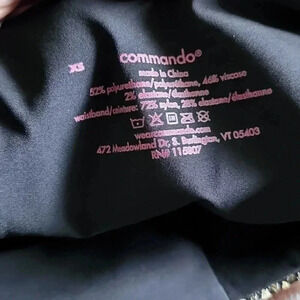 XS
commando®
made in China
52% polyurethane/polyuréthane, 46% viscose
2% elastane/élasthanne
waistband/ceinture: 72% nylon, 28% elastane/élasthanne
wearcommando.com
472 Meadowland Dr, S. Burlington, VT 05403
RN# 115807